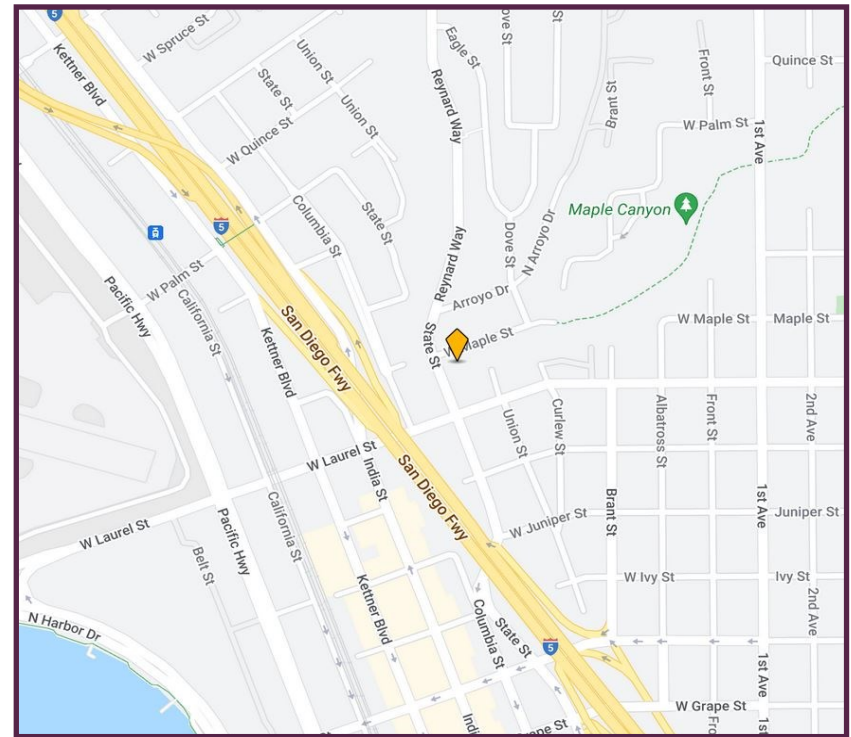 5
W Spruce St
Union St
Eagle St
ove St
Kettner Blvd
State St
Union St
Reynard Way
Brant St
Front St
Quince St
W Quince St
W Palm St
1st Ave
Columbia St
State St
Maple Canyon
5
Dove St
N Arroyo Dr
W Palm St
Reynard Way
Pacific Hwy
California St
Arroyo Dr
San Diego Fwy
Kettner Blvd
State St
W Maple St
W Maple St
Maple St
Union St
Curlew St
Albatross St
Front St
2nd Ave
W Laurel St
India St
San Diego Fwy
W Laurel St
Pacific Hwy
California St
Brant St
1st Ave
W Juniper St
Juniper St
Belt St
Kettner Blvd
W Ivy St
Ivy St
2nd Ave
N Harbor Dr
Columbia St
State St
5
1st Ave
W Grape St
Indi
ape St
Fro
1st